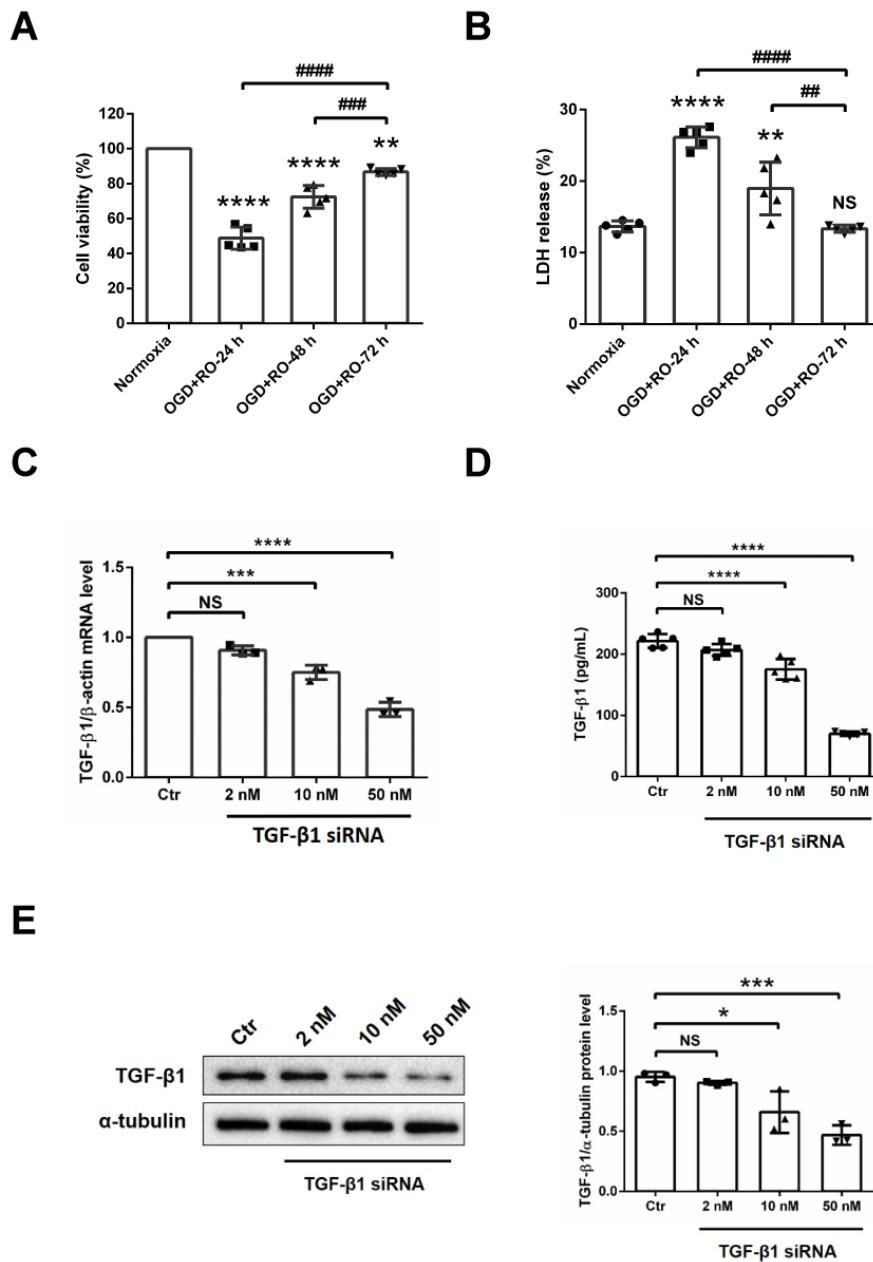 A
####
###
**
****
****
Cell viability (%)
120
100
80
60
40
20
0
Normoxia
OGD+RO-24 h
OGD+RO-48 h
OGD+RO-72 h
B
####
##
****
**
NS
LDH release (%)
30
20
10
0
Normoxia
OGD+RO-24 h
OGD+RO-48 h
OGD+RO-72 h
C
****
***
NS
TGF-β1/β-actin mRNA level
1.5
1.0
0.5
0.0
Ctr 2 nM 10 nM 50 nM
TGF-β1 siRNA
D
****
****
NS
TGF-β1 (pg/mL)
300
200
100
0
Ctr 2 nM 10 nM 50 nM
TGF-β1 siRNA
E
Ctr 2 nM 10 nM 50 nM
TGF-β1
α-tubulin
TGF-β1 siRNA
***
*
NS
TGF-β1/α-tubulin protein level
1.5
1.0
0.5
0.0
Ctr 2 nM 10 nM 50 nM
TGF-β1 siRNA